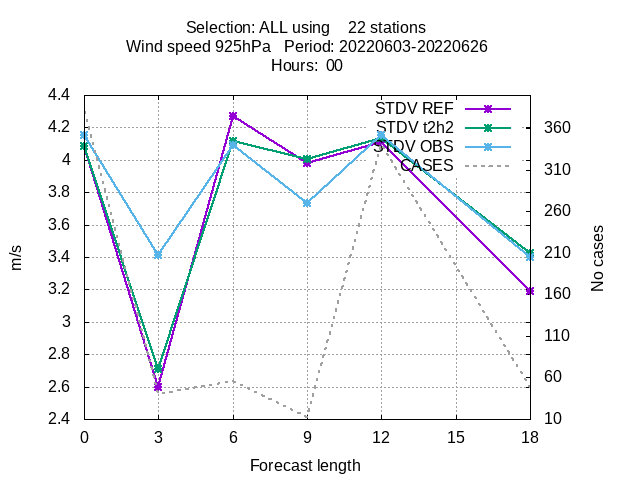 Selection: ALL using    22 stations
Wind speed 925hPa   Period: 20220603-20220626
Hours:  00
STDV REF
STDV t2h2
STDV OBS
CASES
m/s
4.4
4.2
4
3.8
3.6
3.4
3.2
3
2.8
2.6
2.4
360
310
260
210
160
110
60
10
No cases
0 3 6 9 12 15 18
Forecast length